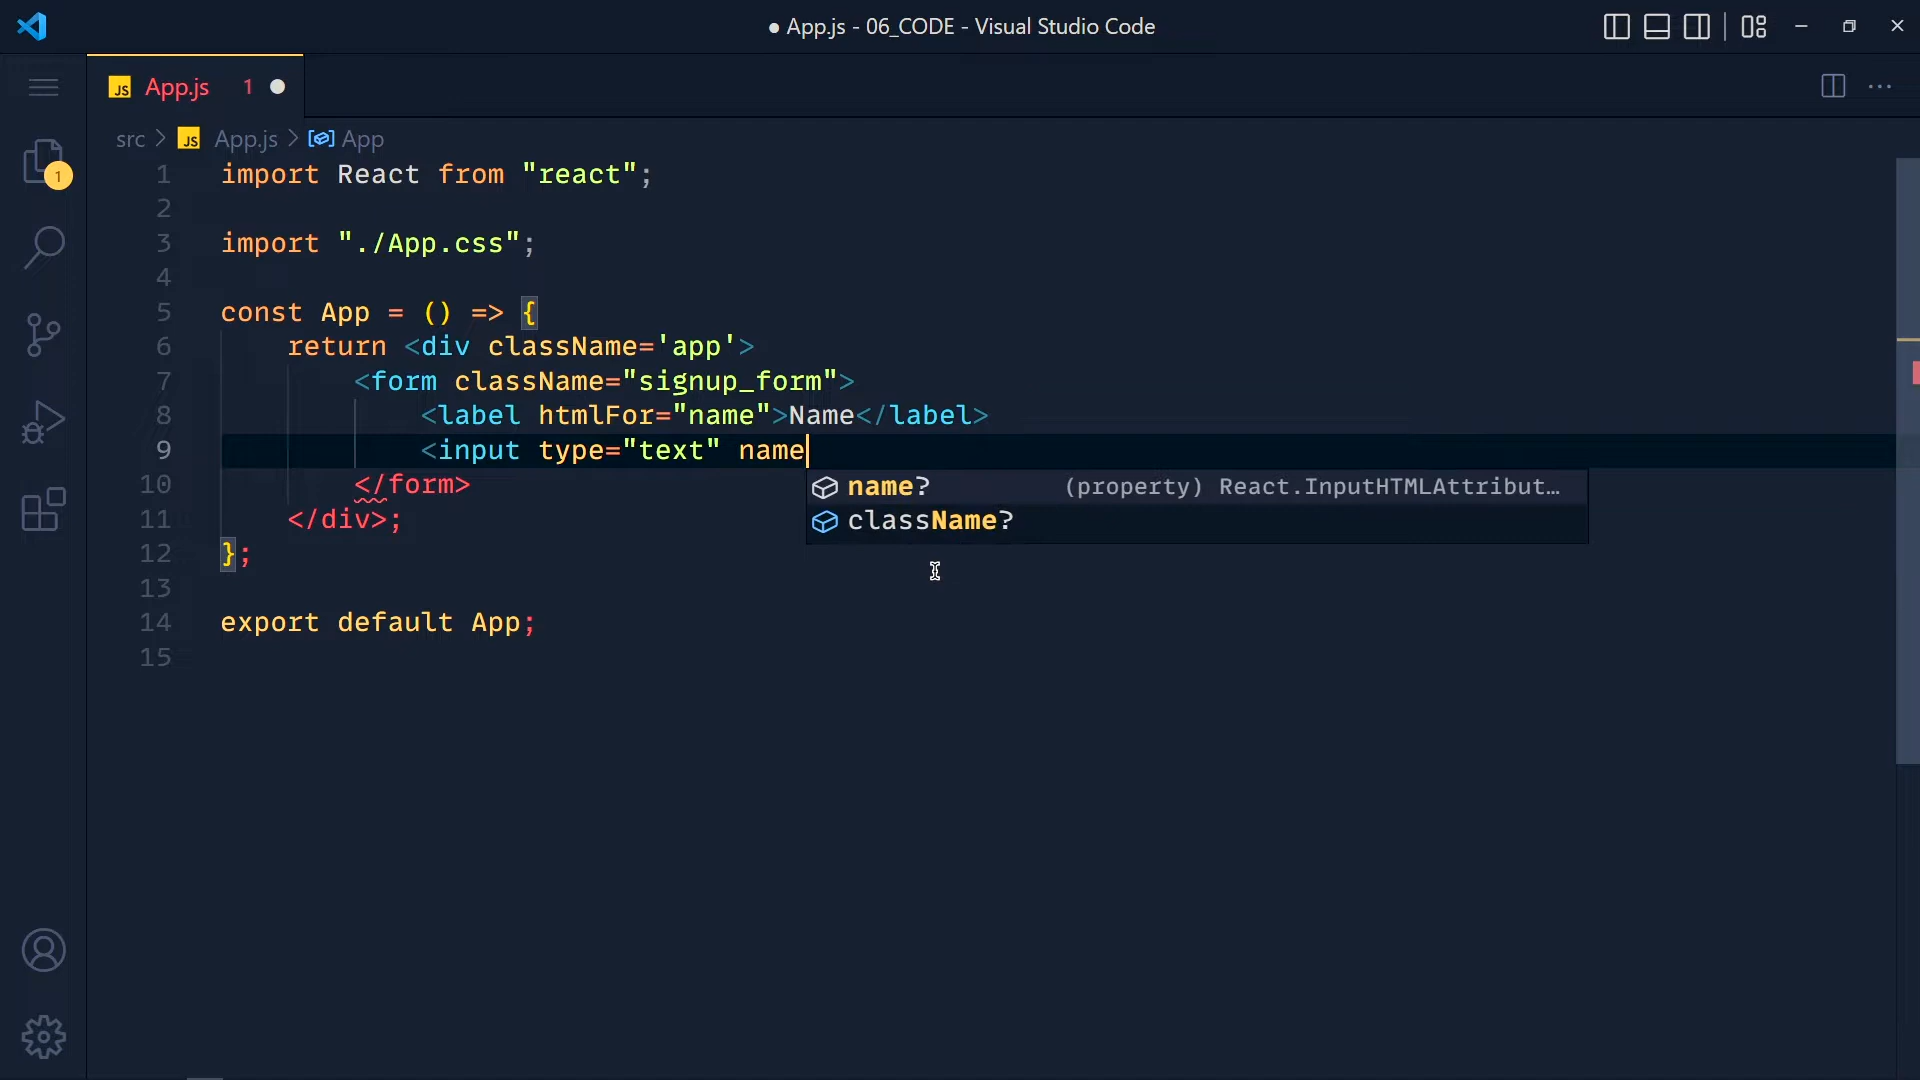 ● App.js - 06_CODE - Visual Studio Code
JS App.js 1 ●
src > JS App.js > App
1
1 import React from "react";
2
3 import "./App.css";
4
5 const App = () => {
6 return <div className='app'>
7 <form className="signup_form">
8 <label htmlFor="name">Name</label>
9 <input type="text" name
name? (property) React.InputHTMLAttribut…
10 </form>
className?
11 </div>;
12 };
13
14 export default App;
15